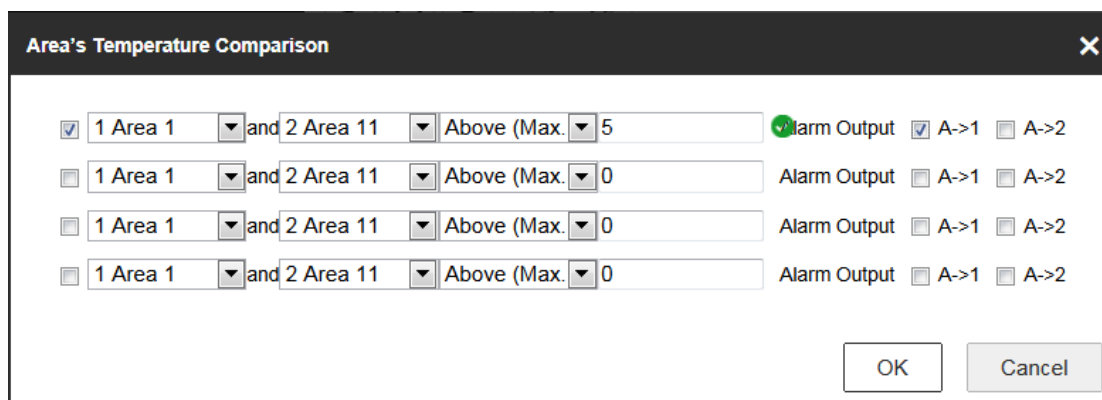 Area's Temperature Comparison
1 Area 1 and 2 Area 11 Above (Max. 5 Alarm Output A->1 A->2
1 Area 1 and 2 Area 11 Above (Max. 0 Alarm Output A->1 A->2
1 Area 1 and 2 Area 11 Above (Max. 0 Alarm Output A->1 A->2
1 Area 1 and 2 Area 11 Above (Max. 0 Alarm Output A->1 A->2
OK Cancel